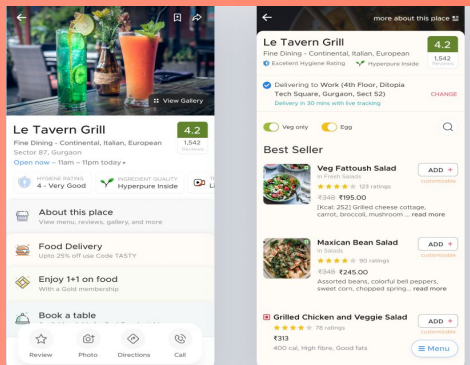 View Gallery
Le Tavern Grill
4.2
Fine Dining - Continental, Italian, European
1,542
Reviews
Sector 87, Gurgaon
Open now – 11am – 11pm today
HYGIENE RATING
4 - Very Good
INGREDIENT QUALITY
Hyperpure Inside
About this place
View menu, reviews, gallery, and more
Food Delivery
Upto 25% off use Code TASTY
Enjoy 1+1 on food
With a Gold membership
Book a table
Review
Photo
Directions
Call
more about this place
Le Tavern Grill
4.2
Fine Dining - Continental, Italian, European
1,542
Reviews
Excellent Hygiene Rating
Hyperpure Inside
Delivering to Work (4th Floor, Ditopia
Tech Square, Gurgaon, Sect 52)
CHANGE
Delivery in 30 mins with live tracking
Veg only
Egg
Best Seller
Veg Fattoush Salad
ADD +
in Fresh Salads
customizable
123 ratings
₹348 ₹195.00
[Kcal: 252] Grilled cheese cottage,
carrot, broccoli, mushroom ... read more
Maxican Bean Salad
ADD +
in Salads
customizable
90 ratings
₹348 ₹245.00
Assorted beans, colorful bell peppers,
sweet corn, chopped spring... read more
Grilled Chicken and Veggie Salad
ADD +
78 ratings
customizable
₹313
400 cal, High fibre, Good fats
Menu